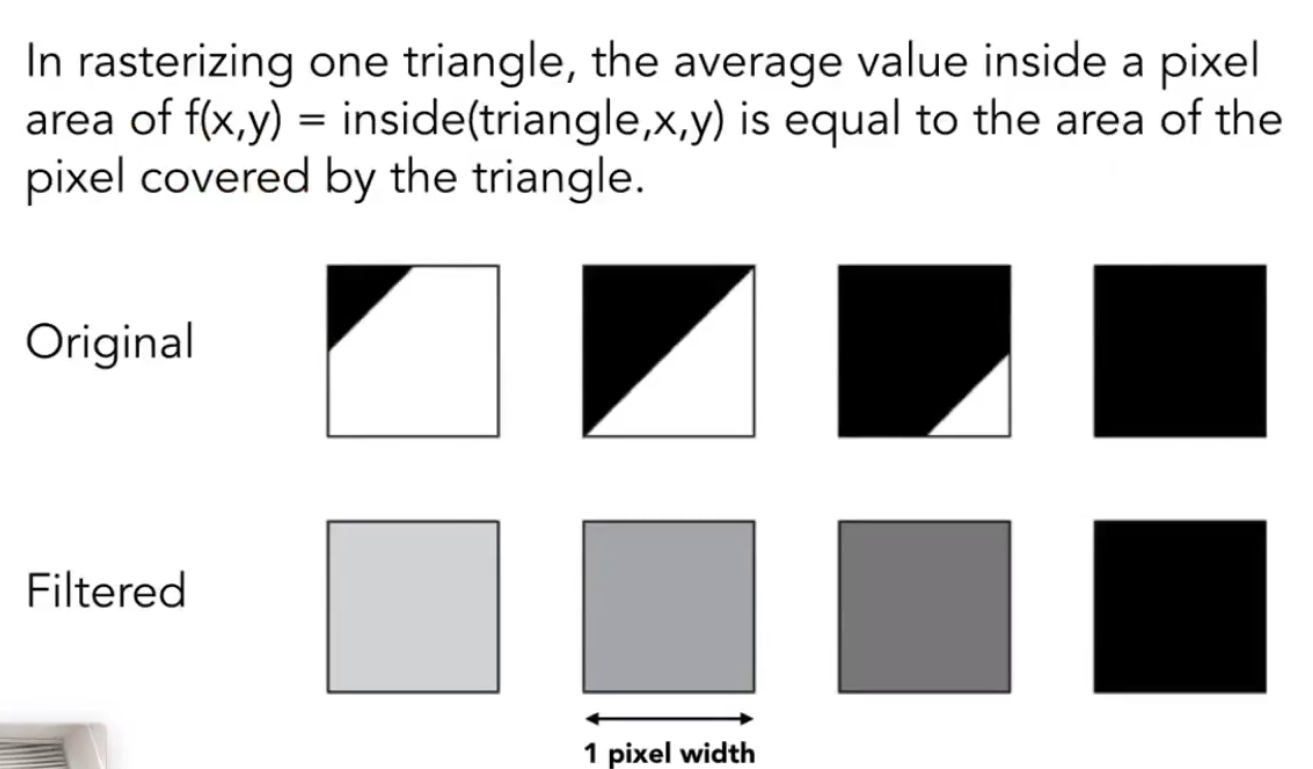 In rasterizing one triangle, the average value inside a pixel
area of f(x,y) = inside(triangle,x,y) is equal to the area of the
pixel covered by the triangle.
Original
Filtered
1 pixel width